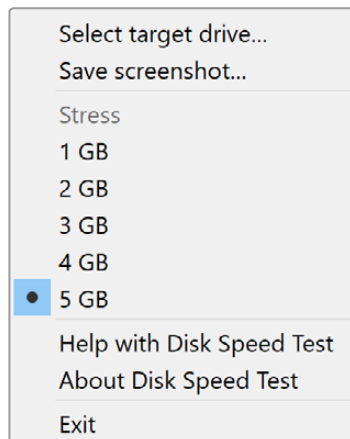 Select target drive...
Save screenshot...
Stress
1 GB
2 GB
3 GB
4 GB
5 GB
Help with Disk Speed Test
About Disk Speed Test
Exit